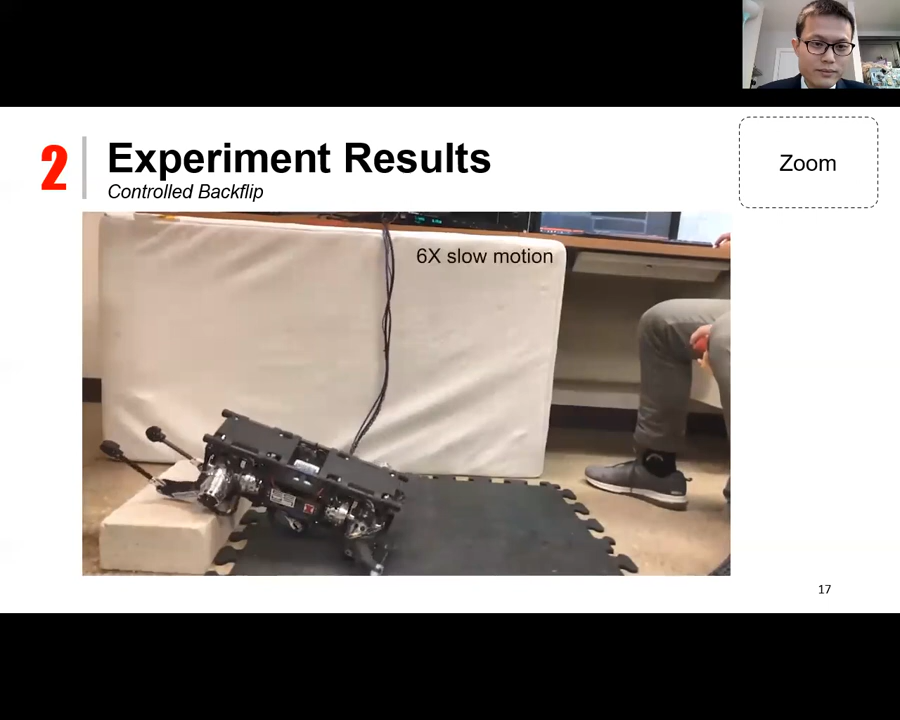 2
Experiment Results
Controlled Backflip
Zoom
6X slow motion
17